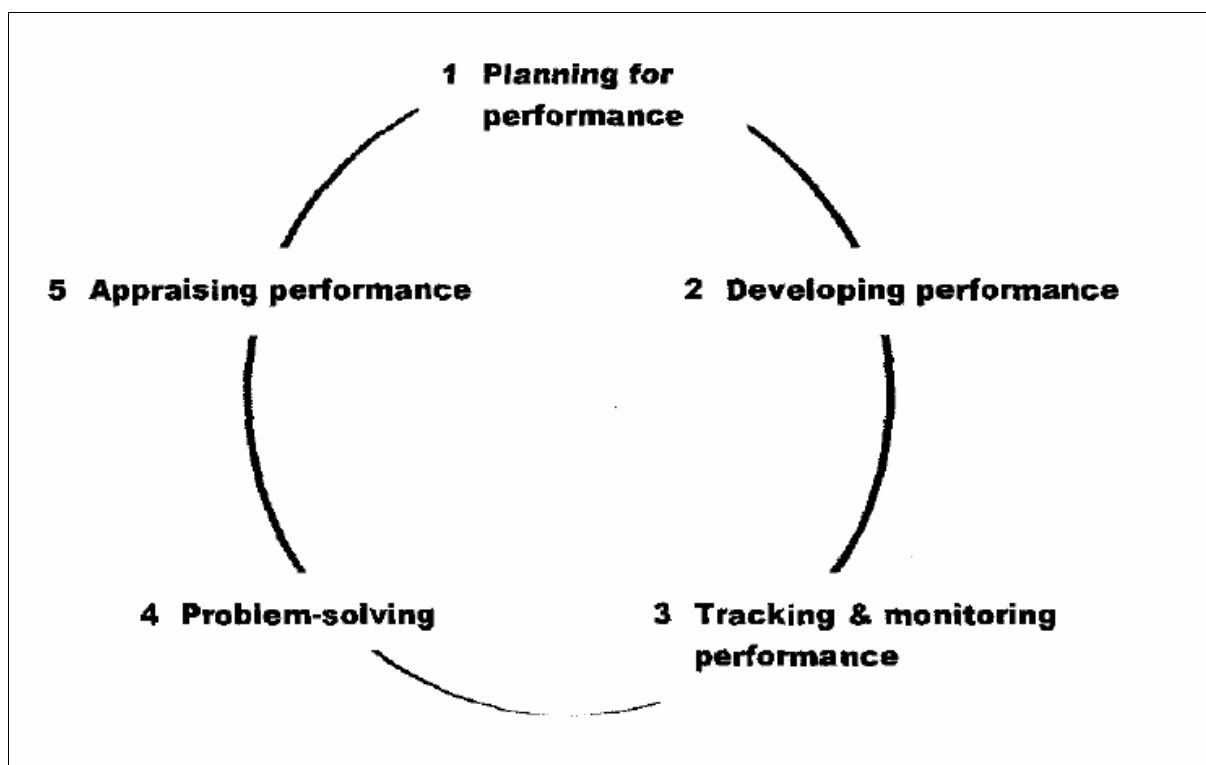 1 Planning for
performance
5 Appraising performance
2 Developing performance
4 Problem-solving
3 Tracking & monitoring
performance